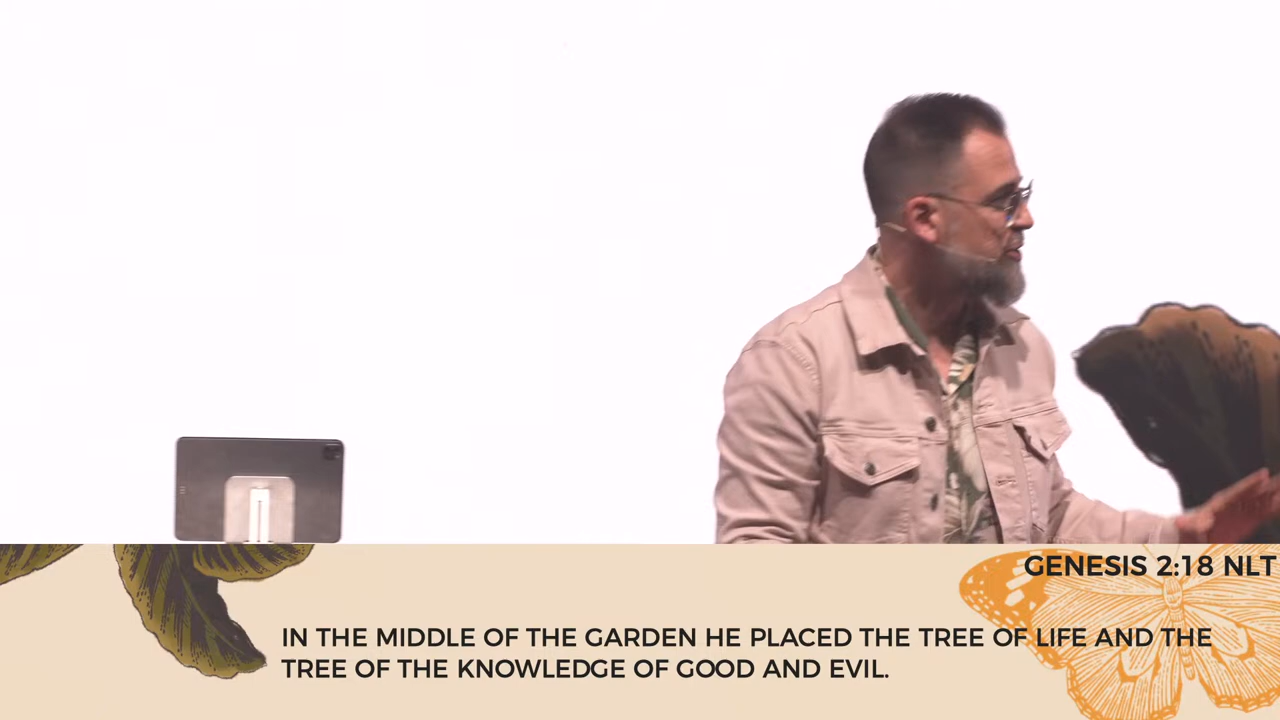 GENESIS 2:18 NLT
IN THE MIDDLE OF THE GARDEN HE PLACED THE TREE OF LIFE AND THE
TREE OF THE KNOWLEDGE OF GOOD AND EVIL.